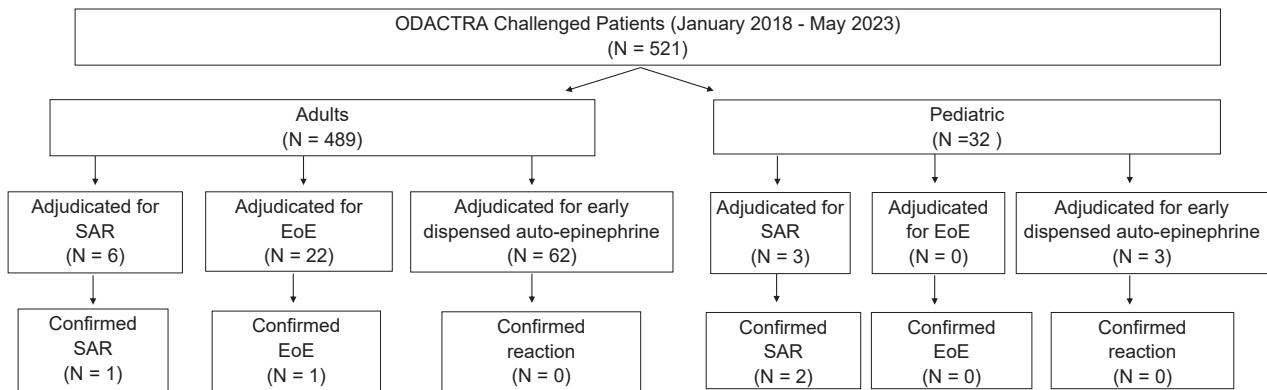 ODACTRA Challenged Patients (January 2018 - May 2023)
(N = 521)
Adults
(N = 489)
Pediatric
(N =32 )
Adjudicated for
SAR
(N = 6)
Adjudicated for
EoE
(N = 22)
Adjudicated for early
dispensed auto-epinephrine
(N = 62)
Adjudicated for
SAR
(N = 3)
Adjudicated
for EoE
(N = 0)
Adjudicated for early
dispensed auto-epinephrine
(N = 3)
Confirmed
SAR
(N = 1)
Confirmed
EoE
(N = 1)
Confirmed
reaction
(N = 0)
Confirmed
SAR
(N = 2)
Confirmed
EoE
(N = 0)
Confirmed
reaction
(N = 0)